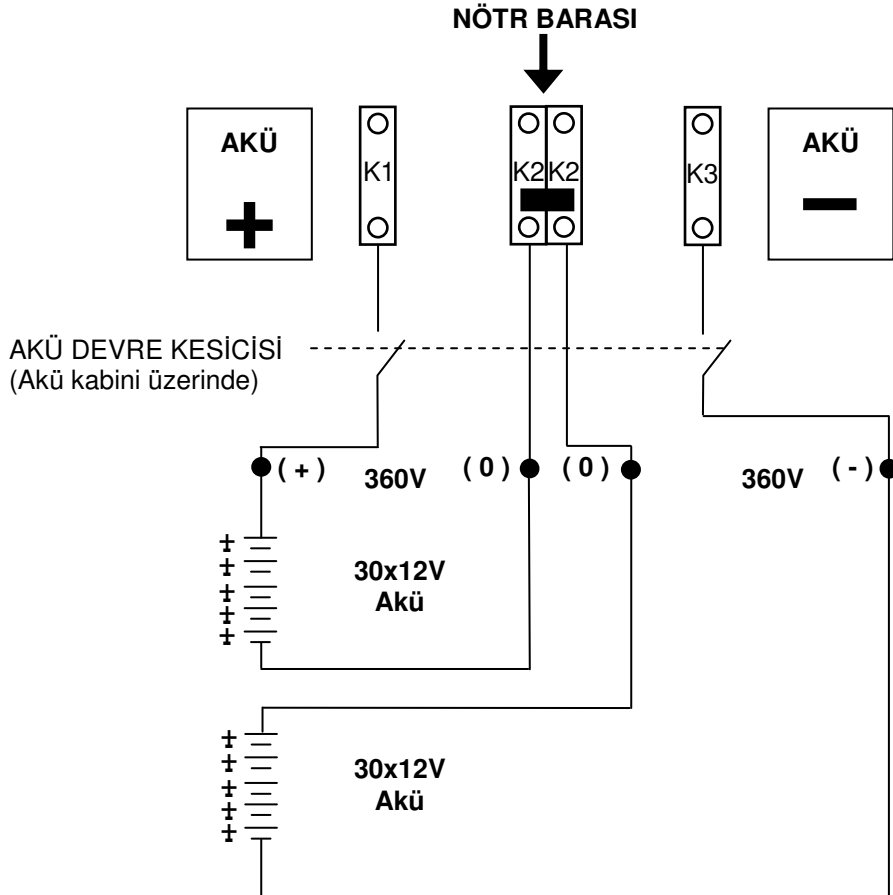 NÖTR BARASI
AKÜ
+
K1
K2 K2
K3
AKÜ
-
AKÜ DEVRE KESİCİSİ
(Akü kabini üzerinde)
( + ) 360V ( 0 ) ( 0 ) 360V ( - )
+
+
+
+
+
30x12V
Akü
+
+
+
+
+
30x12V
Akü